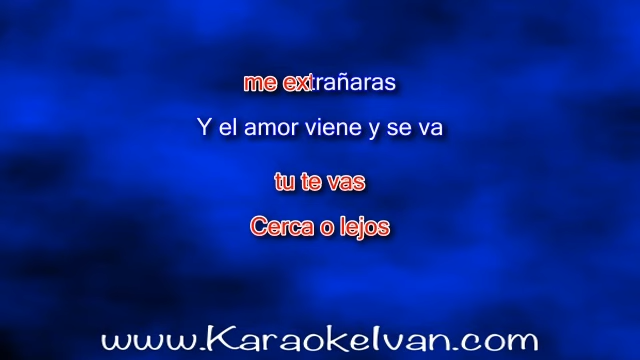 me extrañaras
Y el amor viene y se va
tu te vas
Cerca o lejos
www.KaraokeIvan.com